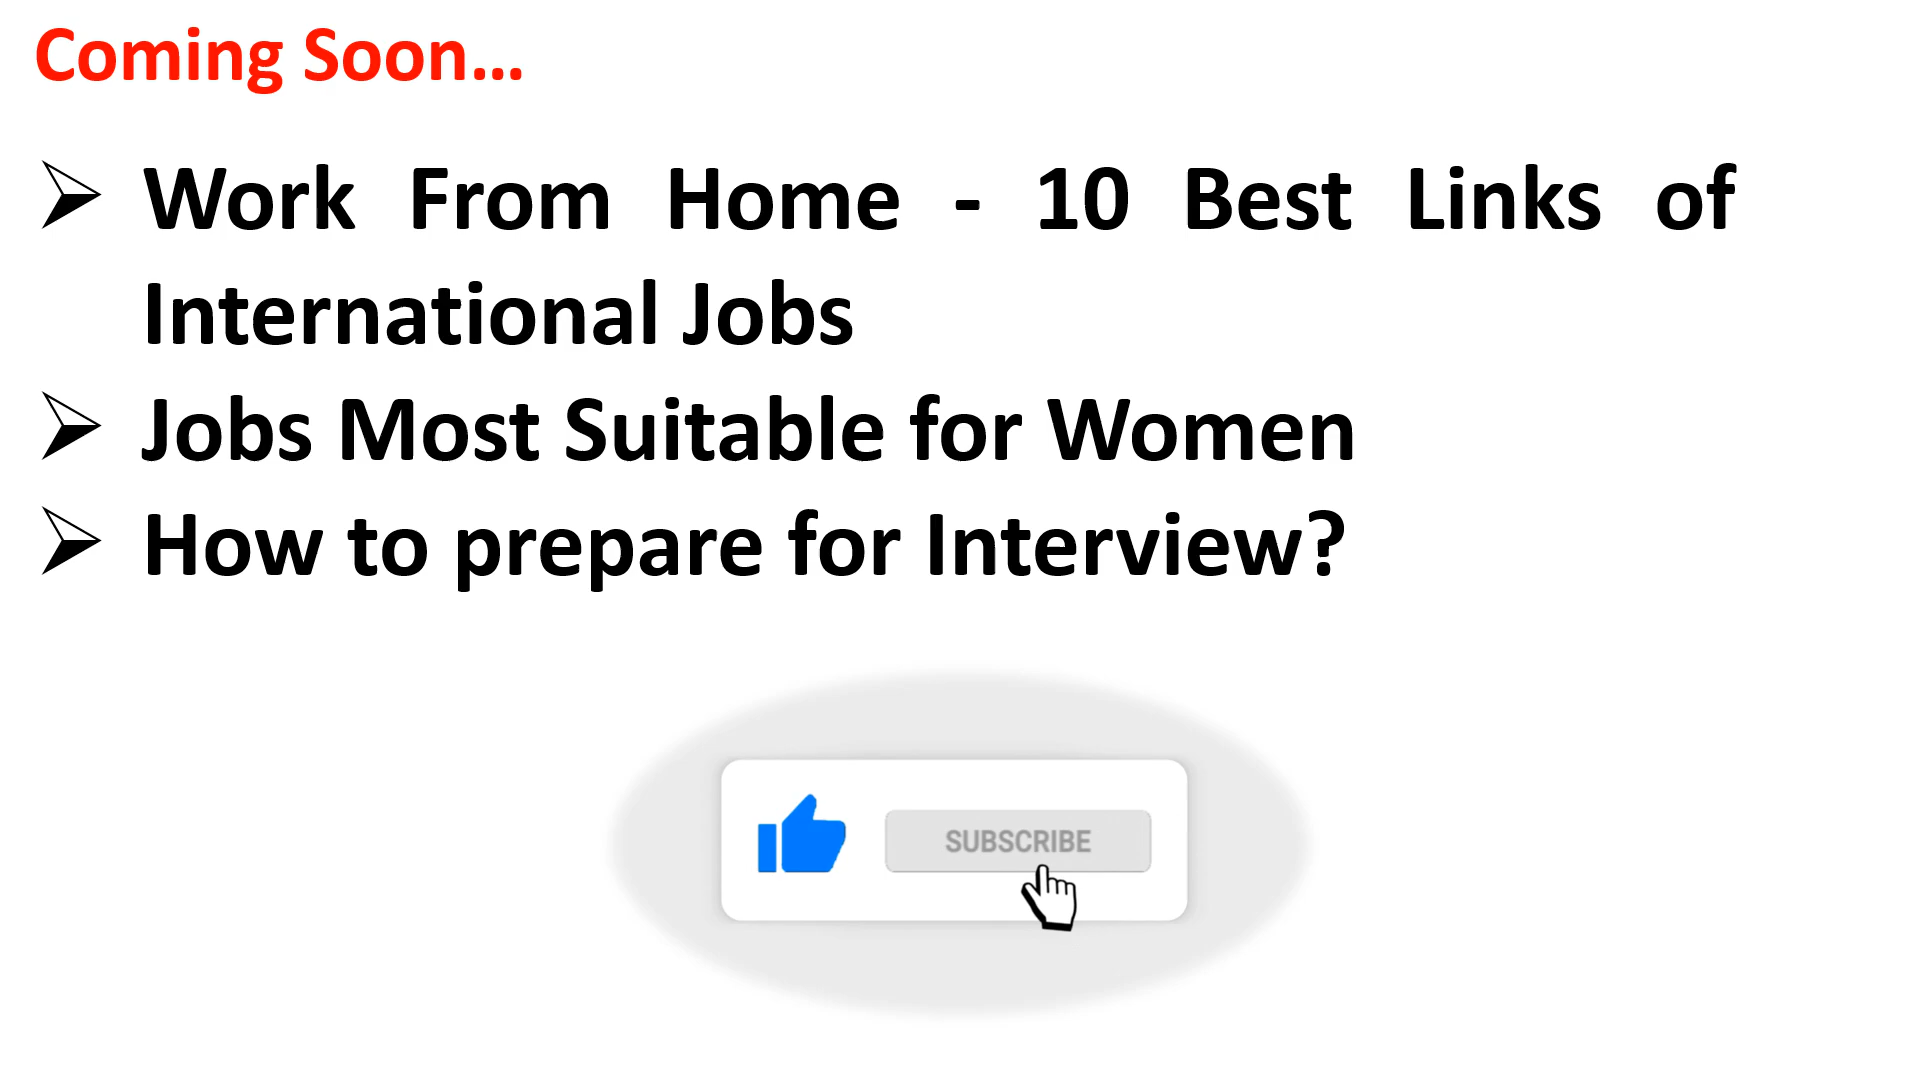 Coming Soon...
➢ Work From Home - 10 Best Links of
International Jobs
➢ Jobs Most Suitable for Women
➢ How to prepare for Interview?
SUBSCRIBE